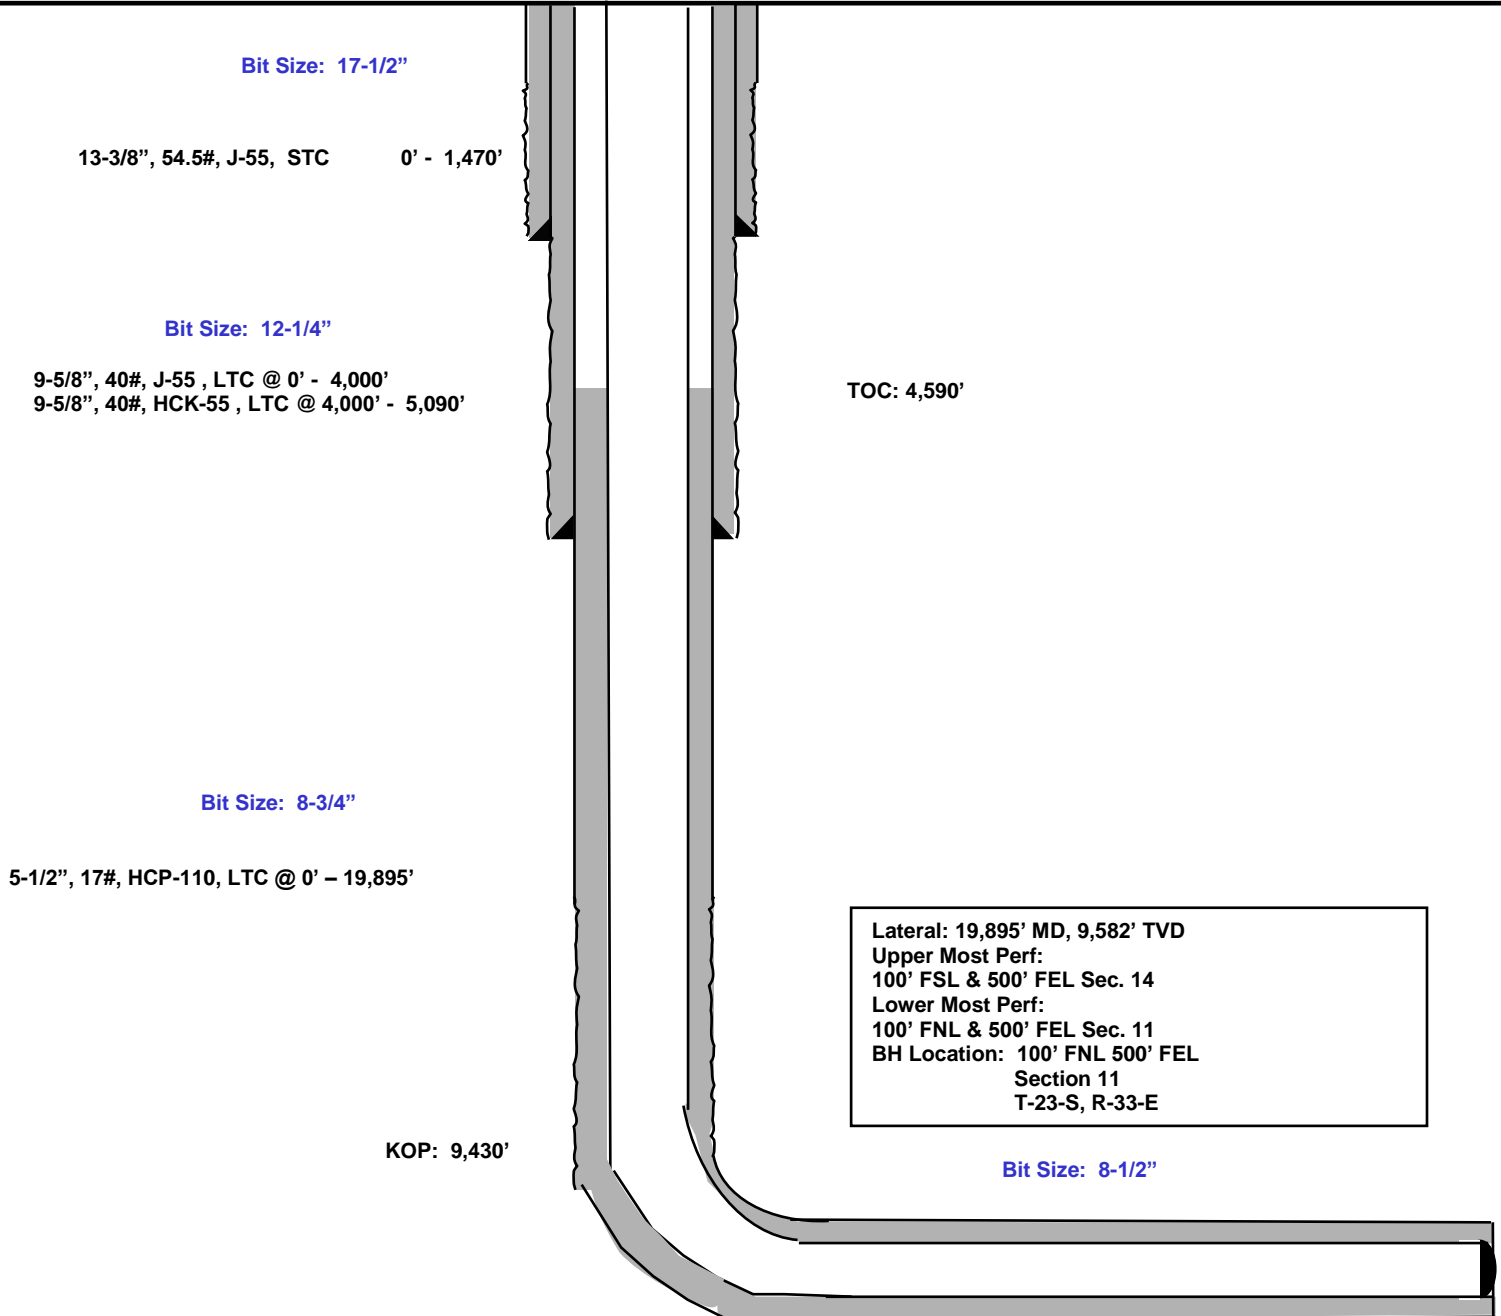 Bit Size: 17-1/2”
13-3/8”, 54.5#, J-55, STC 0’ - 1,470’
Bit Size: 12-1/4”
9-5/8”, 40#, J-55 , LTC @ 0’ - 4,000’
9-5/8”, 40#, HCK-55 , LTC @ 4,000’ - 5,090’
TOC: 4,590’
Bit Size: 8-3/4”
5-1/2”, 17#, HCP-110, LTC @ 0’ – 19,895’
Lateral: 19,895’ MD, 9,582’ TVD
Upper Most Perf:
100’ FSL & 500’ FEL Sec. 14
Lower Most Perf:
100’ FNL & 500’ FEL Sec. 11
BH Location: 100’ FNL 500’ FEL
Section 11
T-23-S, R-33-E
KOP: 9,430’
Bit Size: 8-1/2”